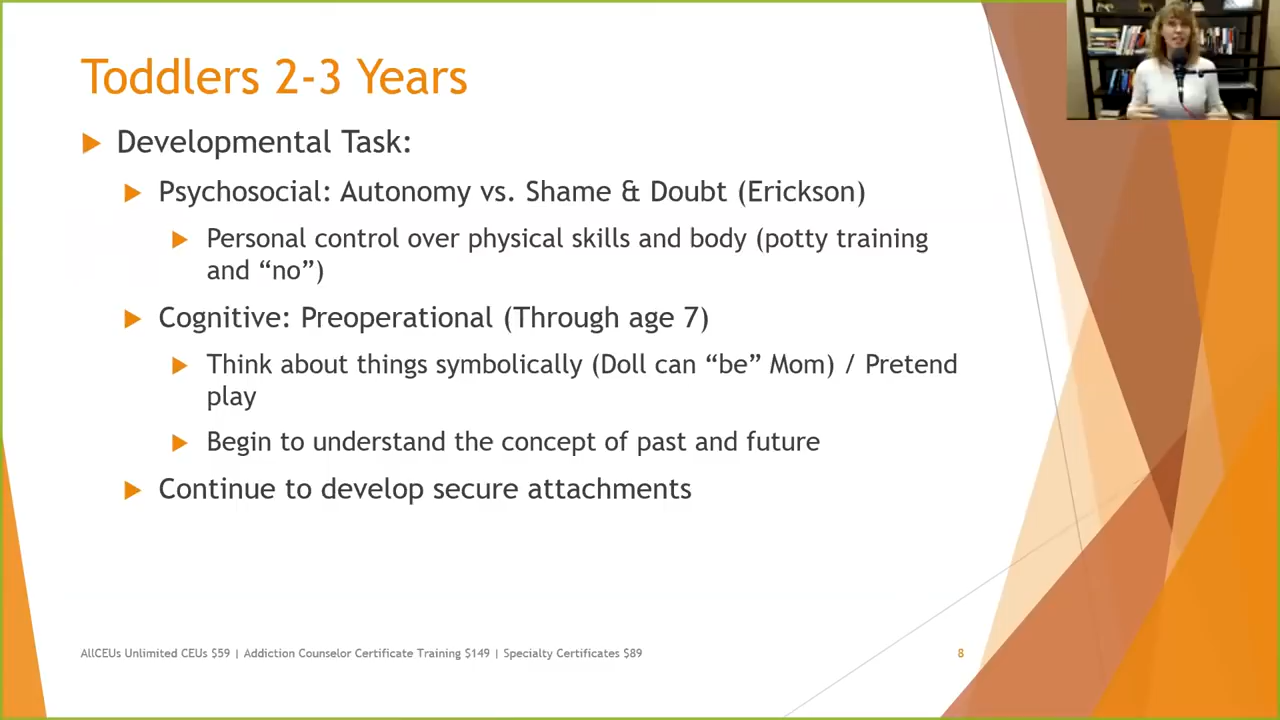 Toddlers 2-3 Years
Developmental Task:
Psychosocial: Autonomy vs. Shame & Doubt (Erickson)
Personal control over physical skills and body (potty training
and “no”)
Cognitive: Preoperational (Through age 7)
Think about things symbolically (Doll can “be” Mom) / Pretend
play
Begin to understand the concept of past and future
Continue to develop secure attachments
AllCEUs Unlimited CEUs $59 | Addiction Counselor Certificate Training $149 | Specialty Certificates $89
8